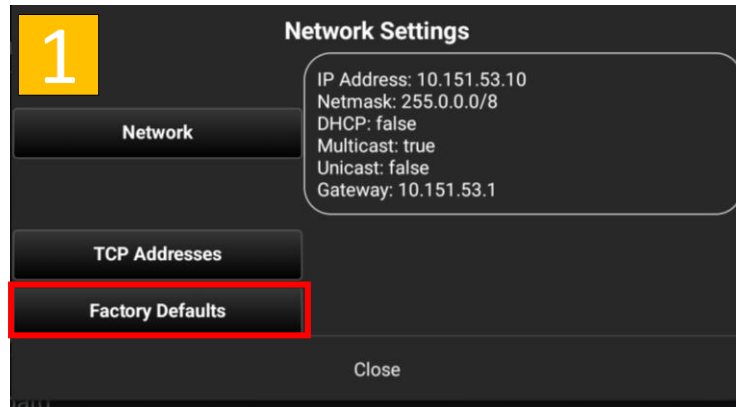 1
Network Settings
IP Address: 10.151.53.10
Netmask: 255.0.0.0/8
DHCP: false
Multicast: true
Unicast: false
Gateway: 10.151.53.1
Network
TCP Addresses
Factory Defaults
Close